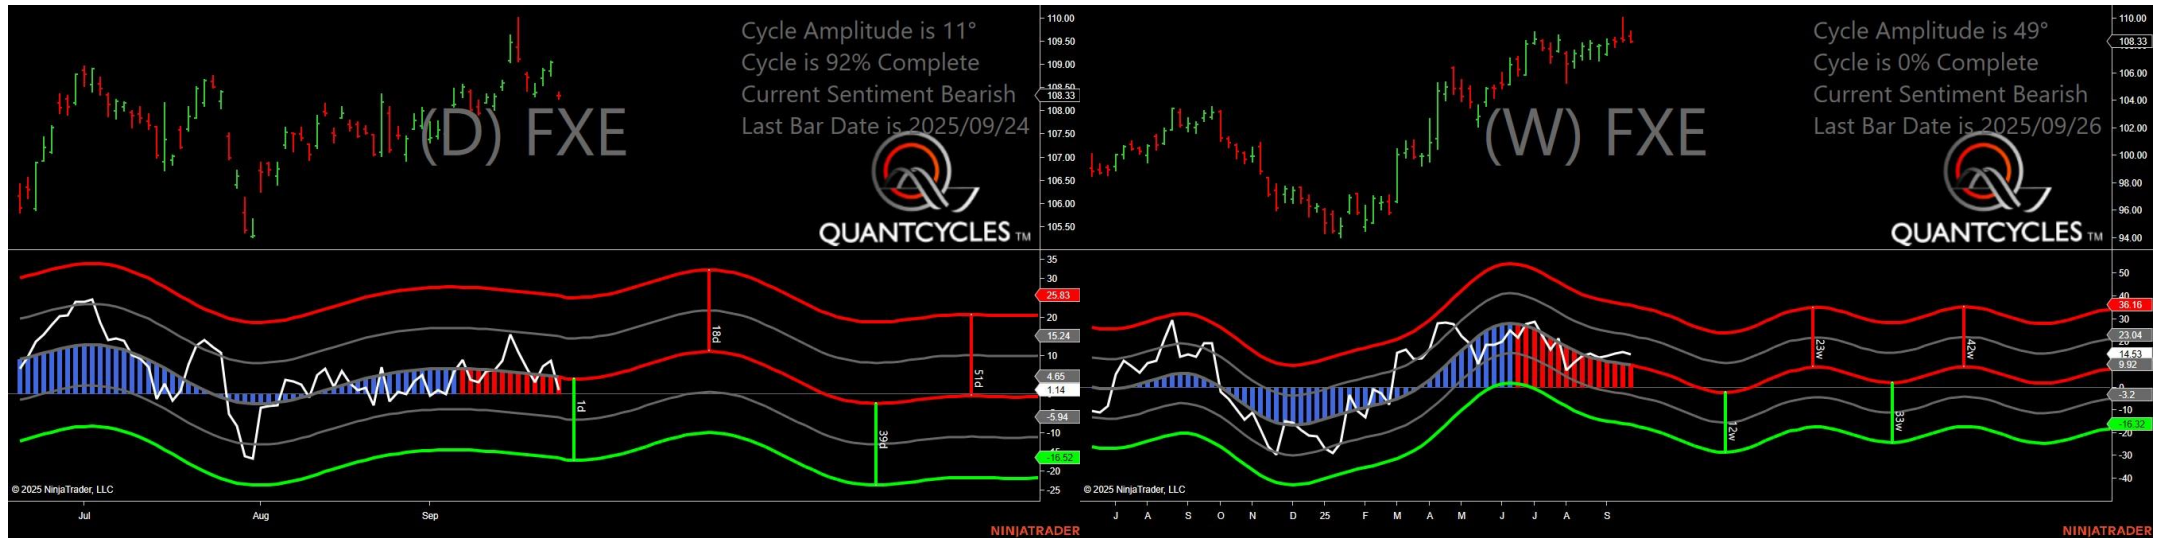 Cycle Amplitude is 11°
Cycle is 92% Complete
Current Sentiment Bearish
Last Bar Date is 2025/09/24
(D) FXE
QUANTCYCLES TM
110.00
109.50
109.00
108.50
108.33
108.00
107.50
107.00
106.50
106.00
105.50
35
30
25.83
20
15.24
10
4.65
1.14
-5.94
-10
-16.52
-20
-25
18d
1d
39d
51d
© 2025 NinjaTrader, LLC
Jul
Aug
Sep
NINJATRADER
Cycle Amplitude is 49°
Cycle is 0% Complete
Current Sentiment Bearish
Last Bar Date is 2025/09/26
(W) FXE
QUANTCYCLES TM
110.00
108.33
106.00
104.00
102.00
100.00
98.00
96.00
94.00
50
40
36.16
30
23.04
14.53
9.92
0
-3.2
-10
-16.32
-20
-30
-40
12w
23w
33w
42w
© 2025 NinjaTrader, LLC
J A S O N D 25 F M A M J J A S
NINJATRADER